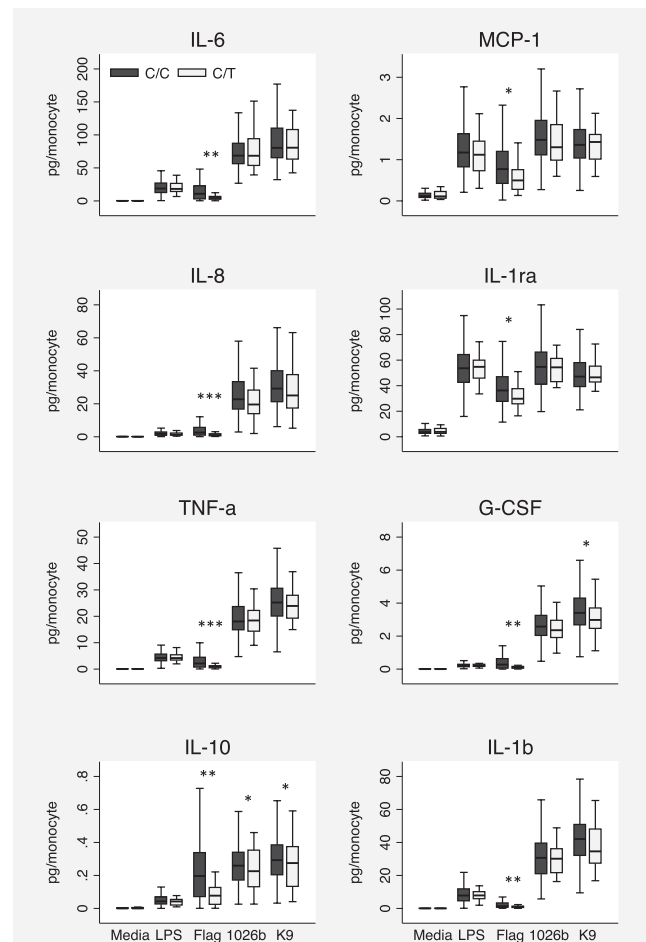 IL-6
pg/monocyte
0 50 100 150 200
C/C C/T
**
MCP-1
pg/monocyte
0 1 2 3
*
IL-8
pg/monocyte
0 20 40 60 80
***
IL-1ra
pg/monocyte
0 20 40 60 80 100
*
TNF-a
pg/monocyte
0 10 20 30 40 50
***
G-CSF
pg/monocyte
0 2 4 6 8
**
*
IL-10
pg/monocyte
0 .2 .4 .6 .8
**
*
*
Media LPS Flag 1026b K9
IL-1b
pg/monocyte
0 20 40 60 80
**
Media LPS Flag 1026b K9